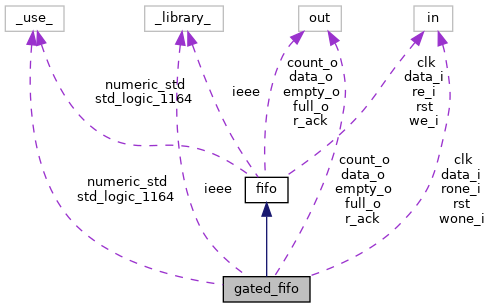 _use_
_library_
out
in
numeric_std
std_logic_1164
ieee
count_o
data_o
empty_o
full_o
r_ack
clk
data_i
re_i
rst
we_i
fifo
numeric_std
std_logic_1164
ieee
count_o
data_o
empty_o
full_o
r_ack
clk
data_i
rone_i
rst
wone_i
gated_fifo